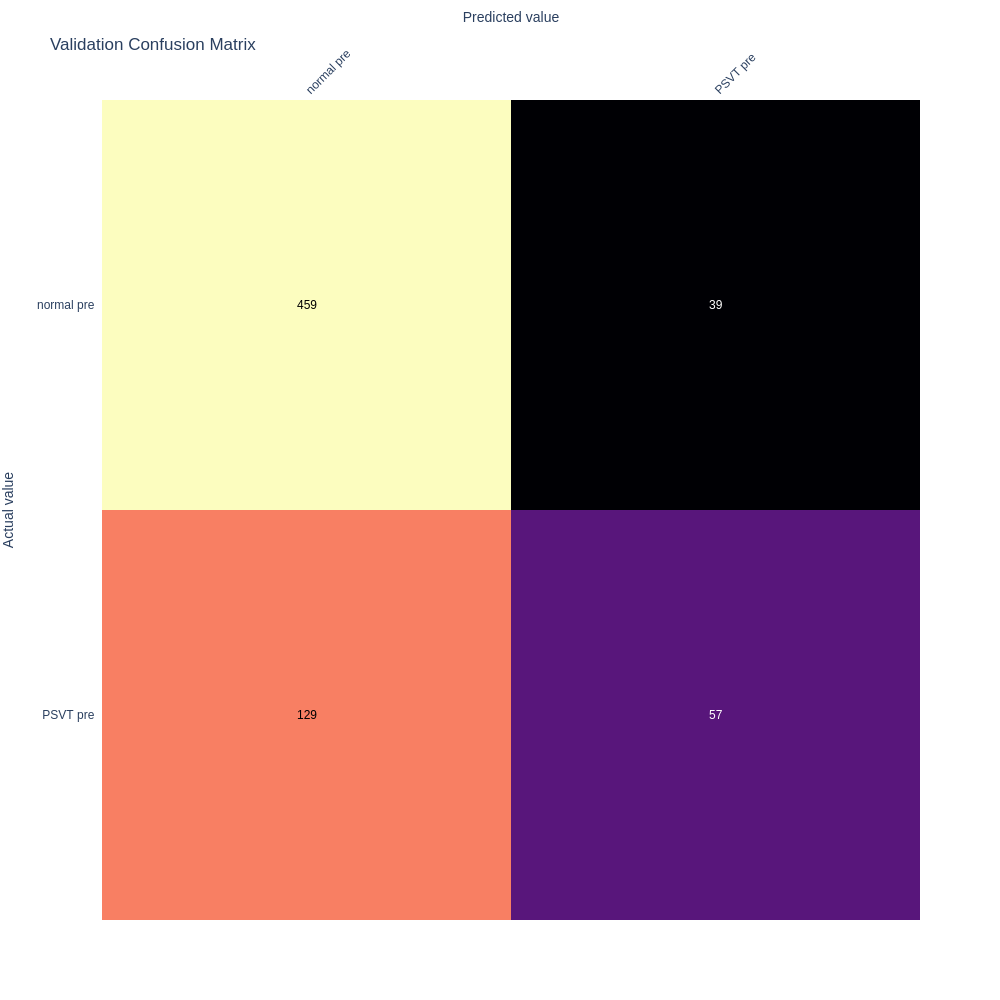 Predicted value
Validation Confusion Matrix
normal pre
PSVT pre
normal pre
459
39
Actual value
PSVT pre
129
57